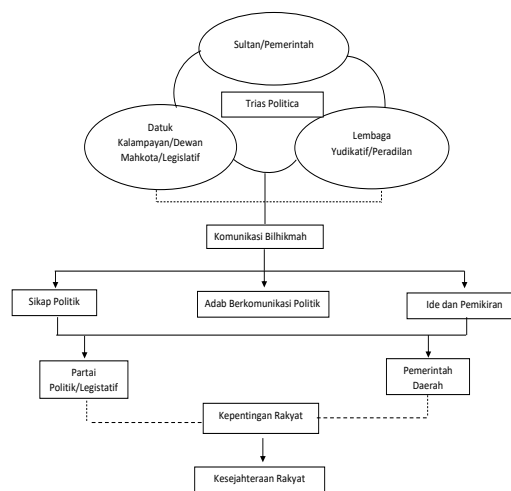 Sultan/Pemerintah
Trias Politica
Datuk
Kalampayan/Dewan
Mahkota/Legislatif
Lembaga
Yudikatif/Peradilan
Komunikasi Bilhikmah
Sikap Politik
Adab Berkomunikasi Politik
Ide dan Pemikiran
Partai
Politik/Legistatif
Pemerintah
Daerah
Kepentingan Rakyat
Kesejahteraan Rakyat